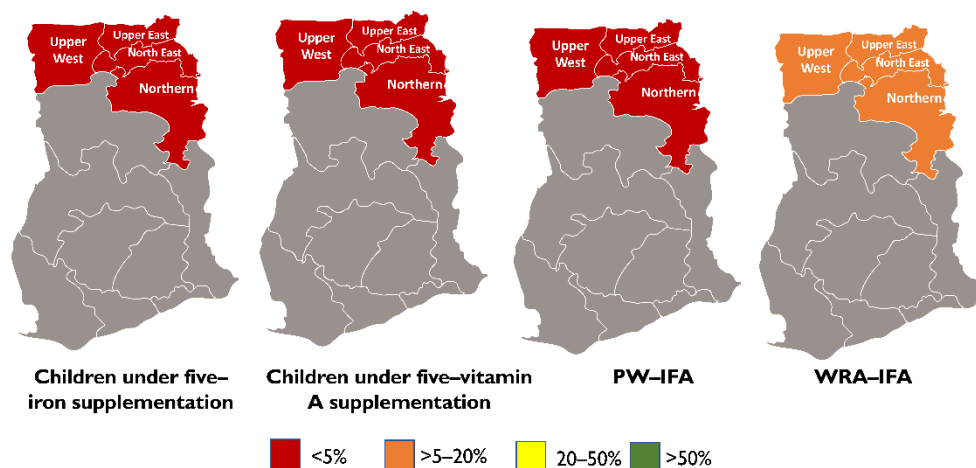 Upper West
Upper East
North East
Northern
Upper West
Upper East
North East
Northern
Upper West
Upper East
North East
Northern
Upper West
Upper East
North East
Northern
Children under five–
iron supplementation
Children under five–vitamin
A supplementation
PW–IFA
WRA–IFA
<5%
>5–20%
20–50%
>50%